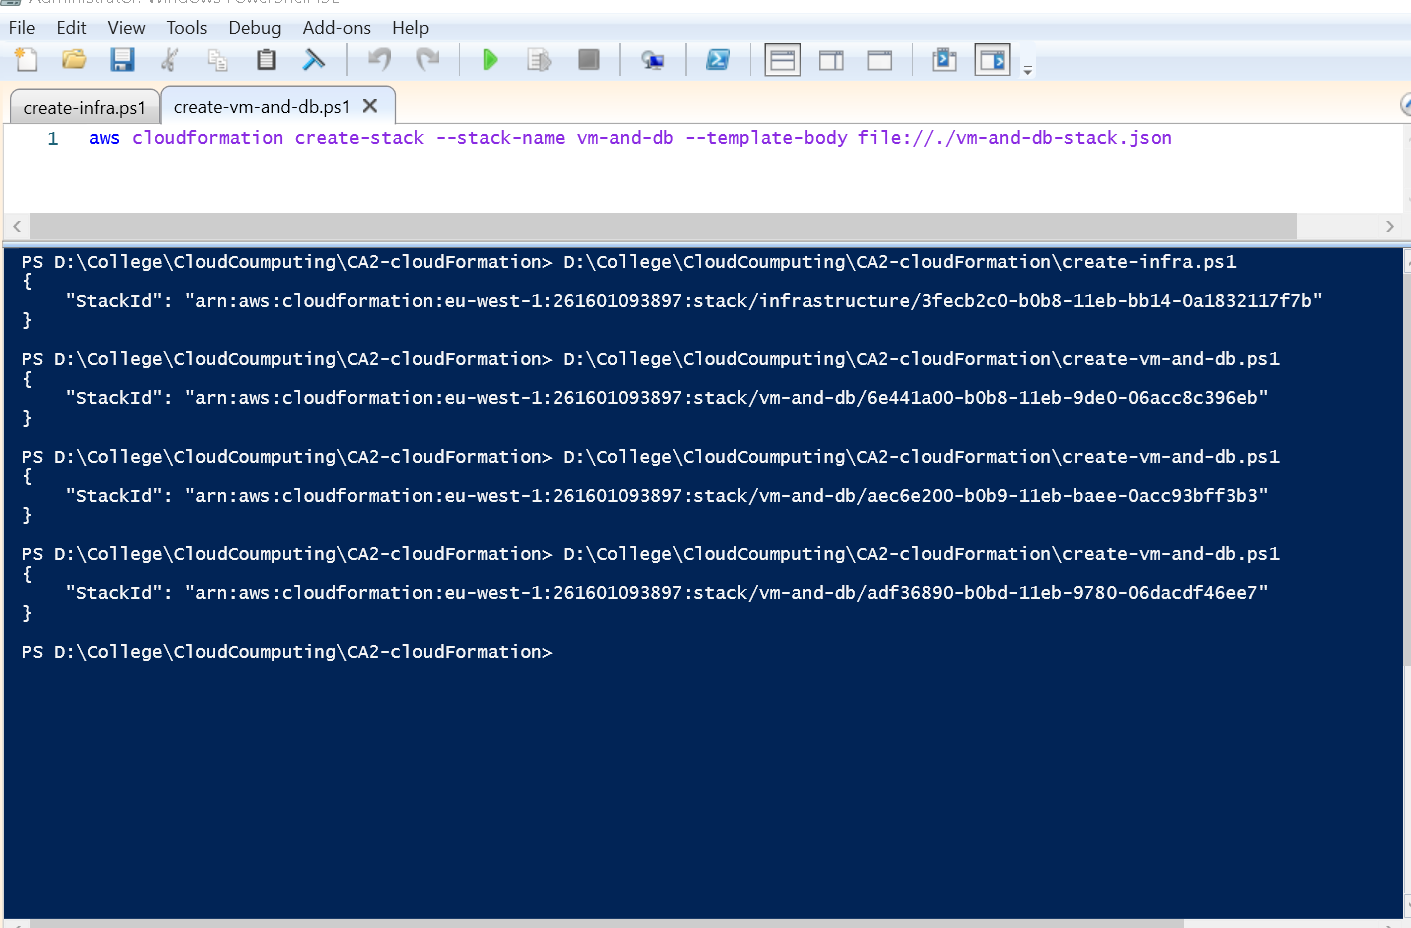 File Edit View Tools Debug Add-ons Help
create-infra.ps1 create-vm-and-db.ps1
1 aws cloudformation create-stack --stack-name vm-and-db --template-body file://./vm-and-db-stack.json
PS D:\College\CloudCoumputing\CA2-cloudFormation> D:\College\CloudCoumputing\CA2-cloudFormation\create-infra.ps1
{
    "StackId": "arn:aws:cloudformation:eu-west-1:261601093897:stack/infrastructure/3fecb2c0-b0b8-11eb-bb14-0a1832117f7b"
}
PS D:\College\CloudCoumputing\CA2-cloudFormation> D:\College\CloudCoumputing\CA2-cloudFormation\create-vm-and-db.ps1
{
    "StackId": "arn:aws:cloudformation:eu-west-1:261601093897:stack/vm-and-db/6e441a00-b0b8-11eb-9de0-06acc8c396eb"
}
PS D:\College\CloudCoumputing\CA2-cloudFormation> D:\College\CloudCoumputing\CA2-cloudFormation\create-vm-and-db.ps1
{
    "StackId": "arn:aws:cloudformation:eu-west-1:261601093897:stack/vm-and-db/aec6e200-b0b9-11eb-baee-0acc93bff3b3"
}
PS D:\College\CloudCoumputing\CA2-cloudFormation> D:\College\CloudCoumputing\CA2-cloudFormation\create-vm-and-db.ps1
{
    "StackId": "arn:aws:cloudformation:eu-west-1:261601093897:stack/vm-and-db/adf36890-b0bd-11eb-9780-06dacdf46ee7"
}
PS D:\College\CloudCoumputing\CA2-cloudFormation>